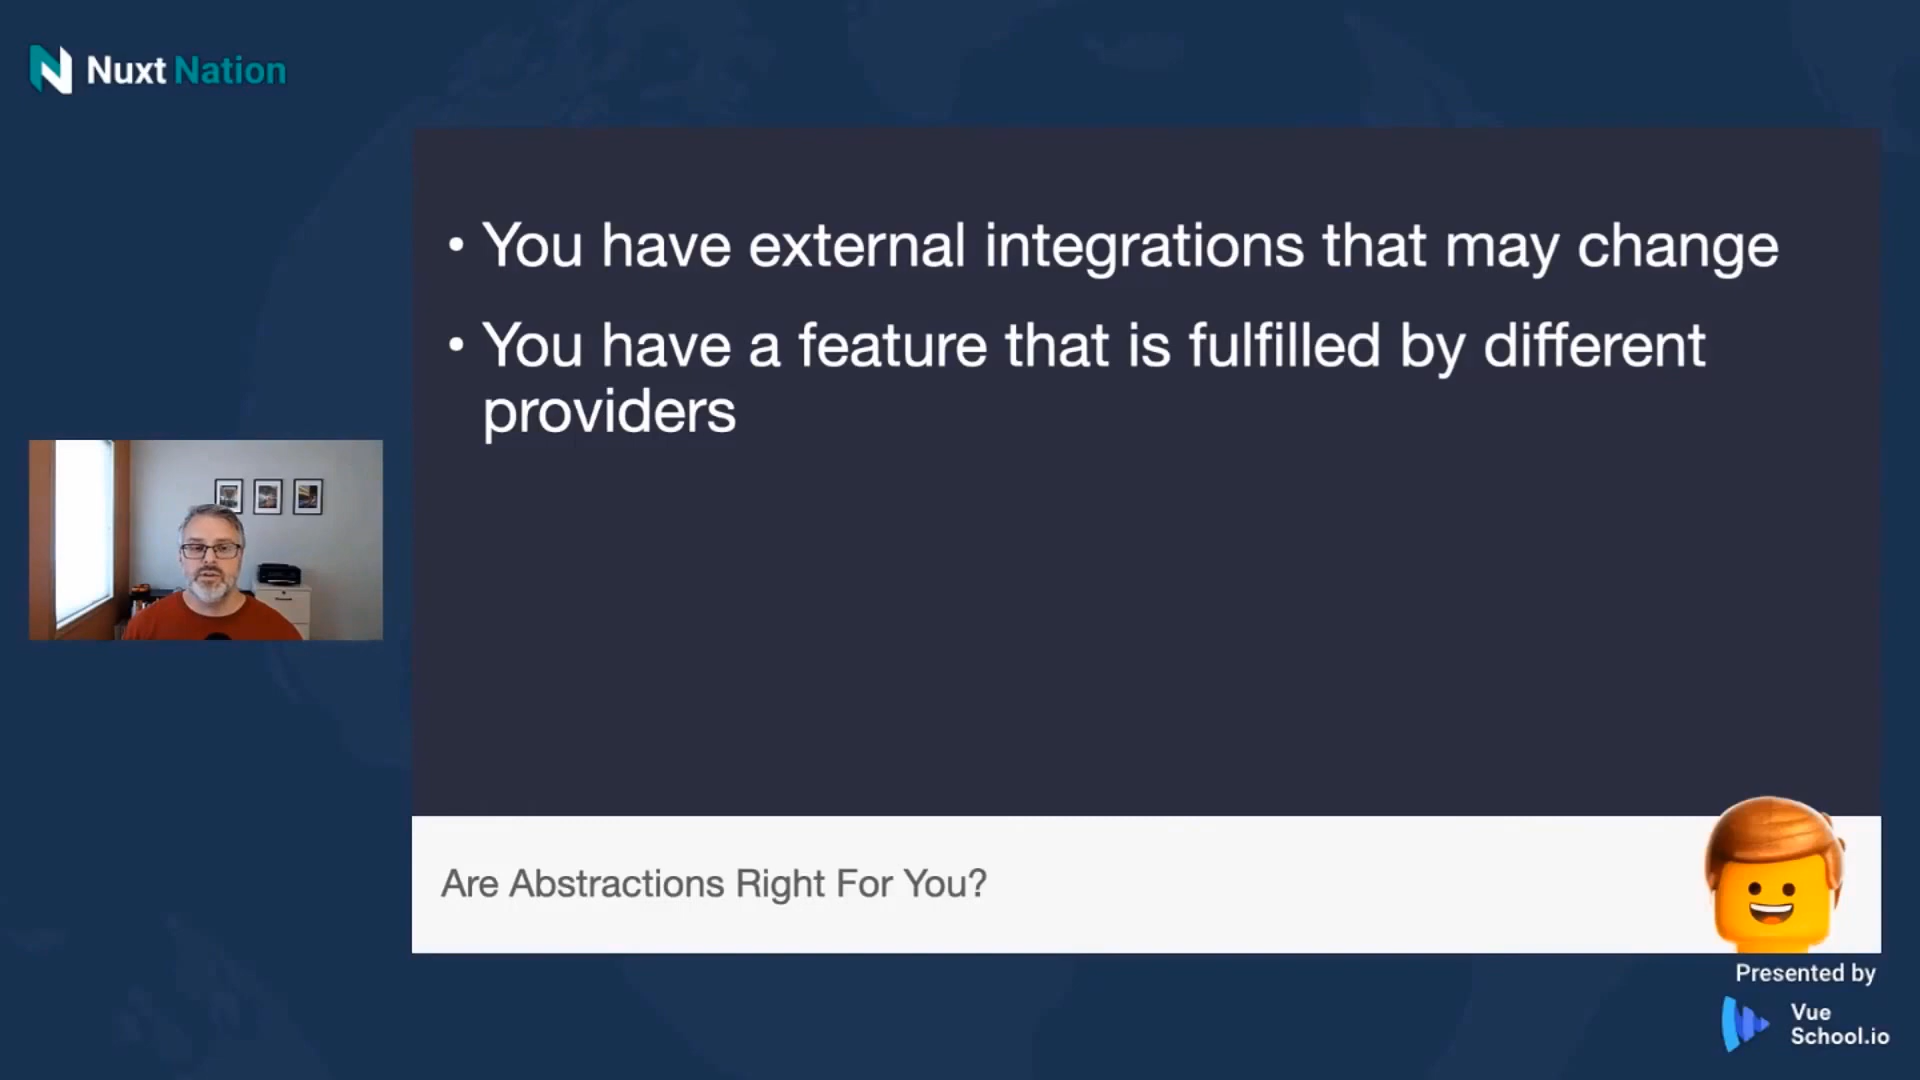 Nuxt Nation
• You have external integrations that may change
• You have a feature that is fulfilled by different
providers
Are Abstractions Right For You?
Presented by
Vue
School.io